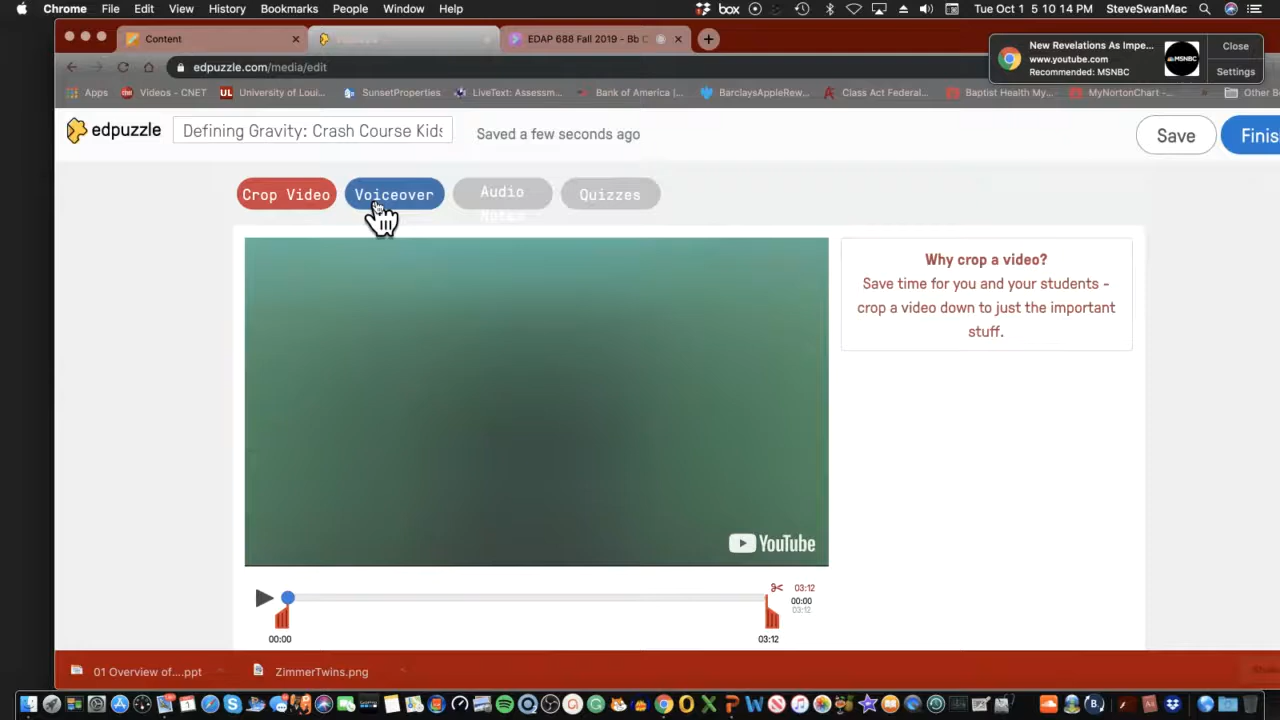 Chrome File Edit View History Bookmarks People Window Help box Tue Oct 1 5 10 14 PM SteveSwanMac
Content EDAP 688 Fall 2019 - Bb C
New Revelations As Impe...
www.youtube.com
Recommended: MSNBC
MSNBC
Close
Settings
edpuzzle.com/media/edit
Apps Videos - CNET University of Loui... SunsetProperties LiveText: Assessm... Bank of America |... BarclaysAppleRew... Class Act Federal... Baptist Health My... MyNortonChart -... Other B
edpuzzle Defining Gravity: Crash Course Kids Saved a few seconds ago Save Finis
Crop Video Voiceover Audio Quizzes
Notes
Why crop a video?
Save time for you and your students -
crop a video down to just the important
stuff.
YouTube
03:12
00:00
03:12
00:00 03:12
01 Overview of....ppt ZimmerTwins.png